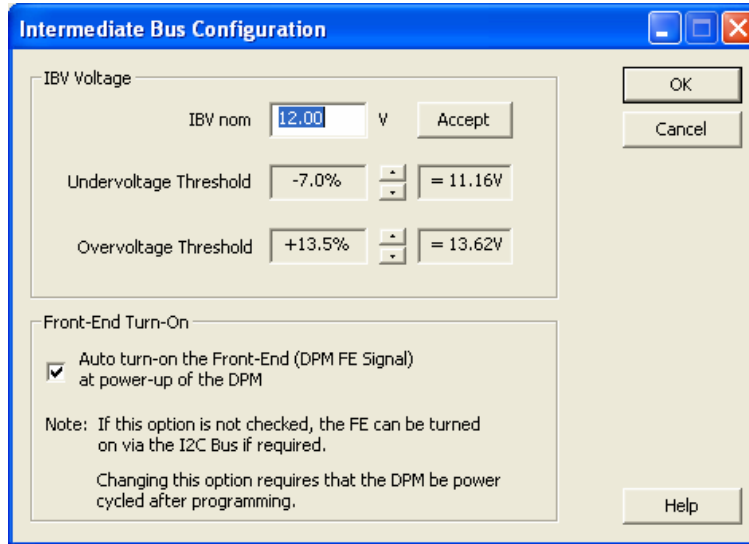 Intermediate Bus Configuration
IBV Voltage
IBV nom 12.00 V Accept
Undervoltage Threshold -7.0% = 11.16V
Overvoltage Threshold +13.5% = 13.62V
OK
Cancel
Front-End Turn-On
Auto turn-on the Front-End (DPM FE Signal)
at power-up of the DPM
Note: If this option is not checked, the FE can be turned
on via the I2C Bus if required.
Changing this option requires that the DPM be power
cycled after programming.
Help